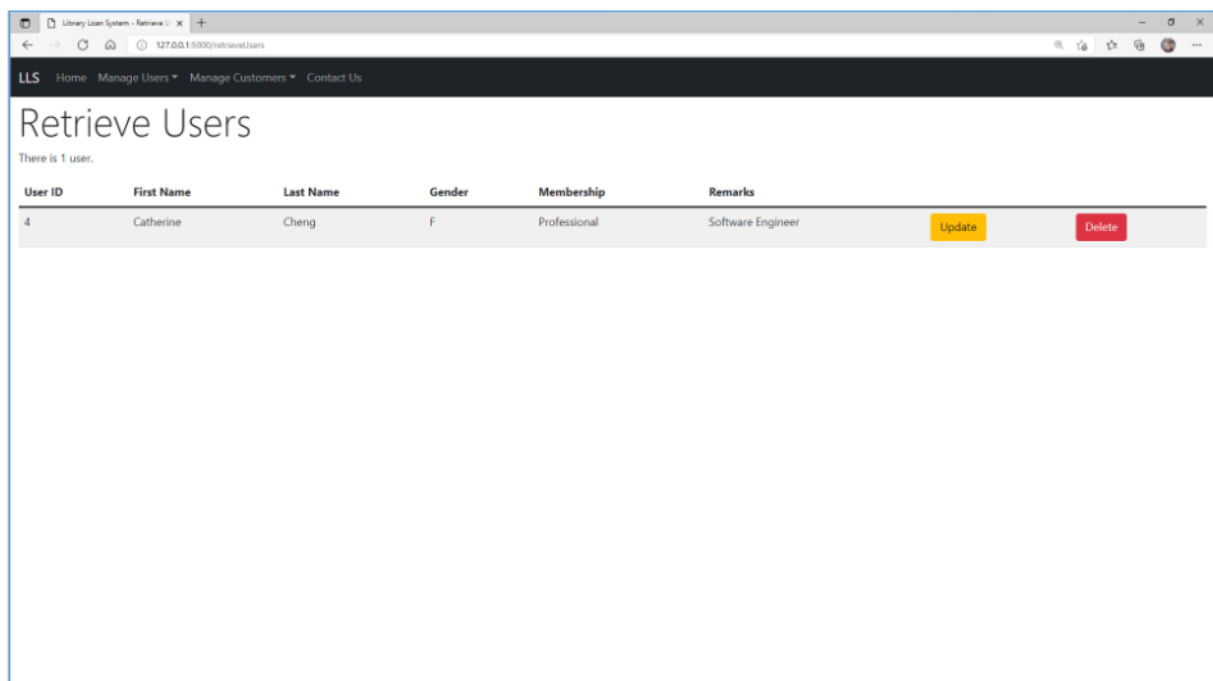 Library Loan System - Retrieve U
127.0.0.1:5000/retrieveUsers
LLS Home Manage Users Manage Customers Contact Us
Retrieve Users
There is 1 user.
User ID First Name Last Name Gender Membership Remarks
4 Catherine Cheng F Professional Software Engineer Update Delete